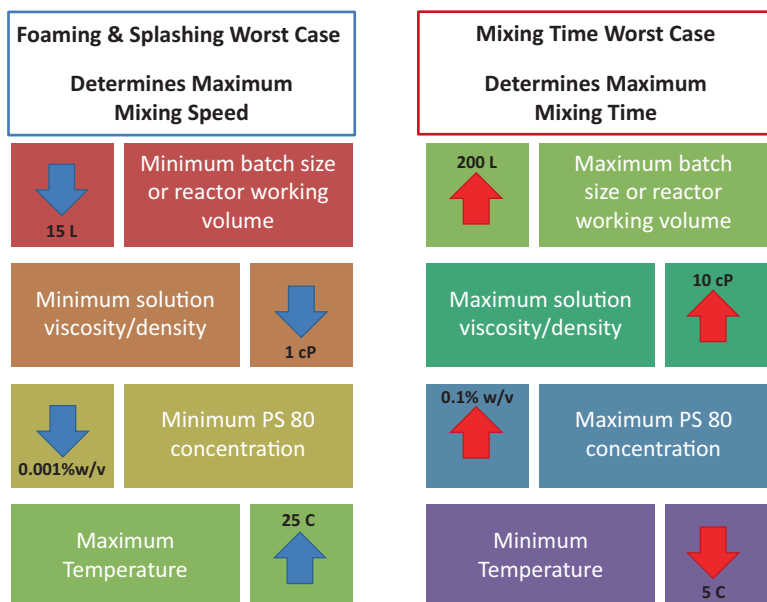 Foaming & Splashing Worst Case
Determines Maximum
Mixing Speed
15 L
Minimum batch size
or reactor working
volume
Minimum solution
viscosity/density
1 cP
0.001%w/v
Minimum PS 80
concentration
Maximum
Temperature
25 C
Mixing Time Worst Case
Determines Maximum
Mixing Time
200 L
Maximum batch
size or reactor
working volume
Maximum solution
viscosity/density
10 cP
0.1% w/v
Maximum PS 80
concentration
Minimum
Temperature
5 C